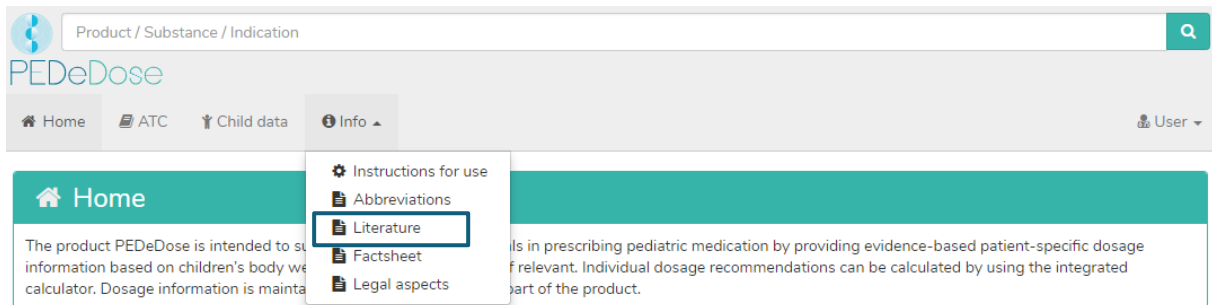 Product / Substance / Indication
PEDeDose
Home ATC Child data Info User
Instructions for use
Abbreviations
Literature
Factsheet
Legal aspects
Home
The product PEDeDose is intended to su ls in prescribing pediatric medication by providing evidence-based patient-specific dosage
information based on children's body we f relevant. Individual dosage recommendations can be calculated by using the integrated
calculator. Dosage information is mainta part of the product.